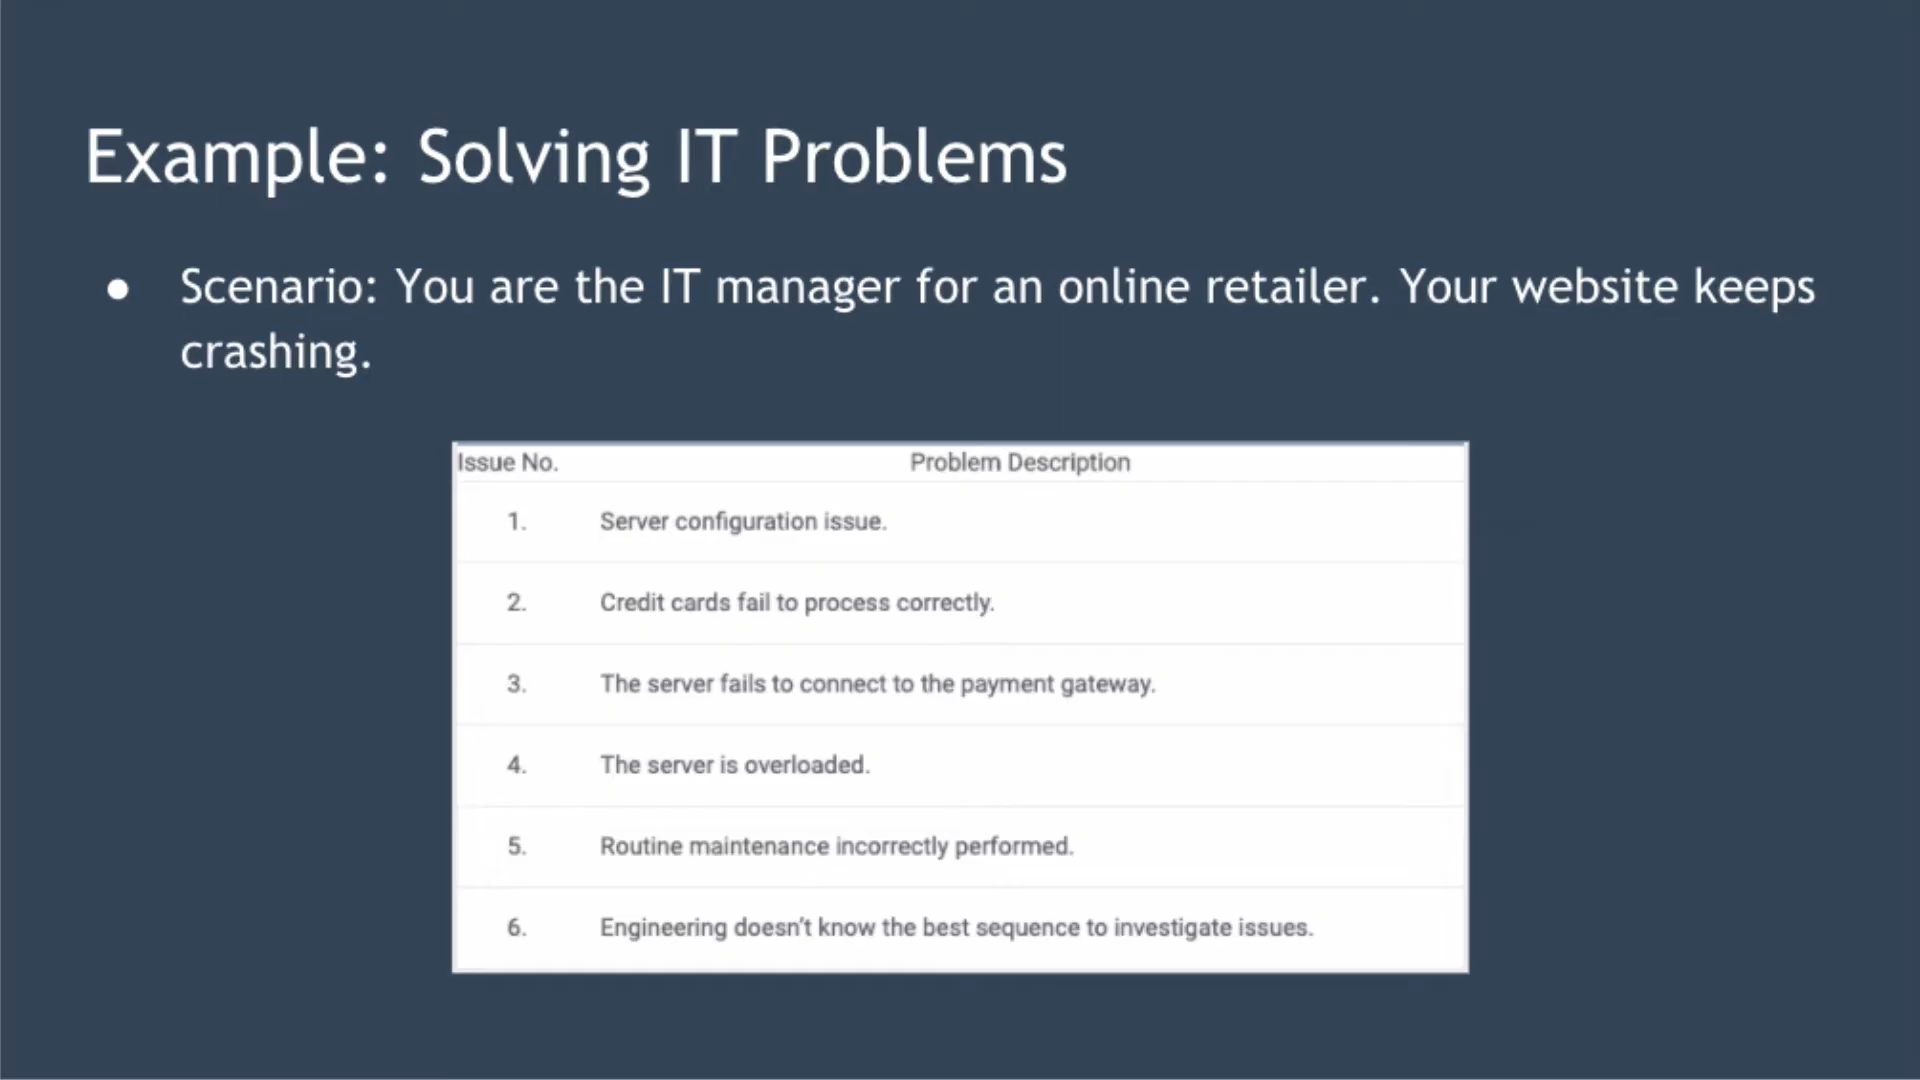 Example: Solving IT Problems
● Scenario: You are the IT manager for an online retailer. Your website keeps
crashing.
Issue No. Problem Description
1. Server configuration issue.
2. Credit cards fail to process correctly.
3. The server fails to connect to the payment gateway.
4. The server is overloaded.
5. Routine maintenance incorrectly performed.
6. Engineering doesn't know the best sequence to investigate issues.